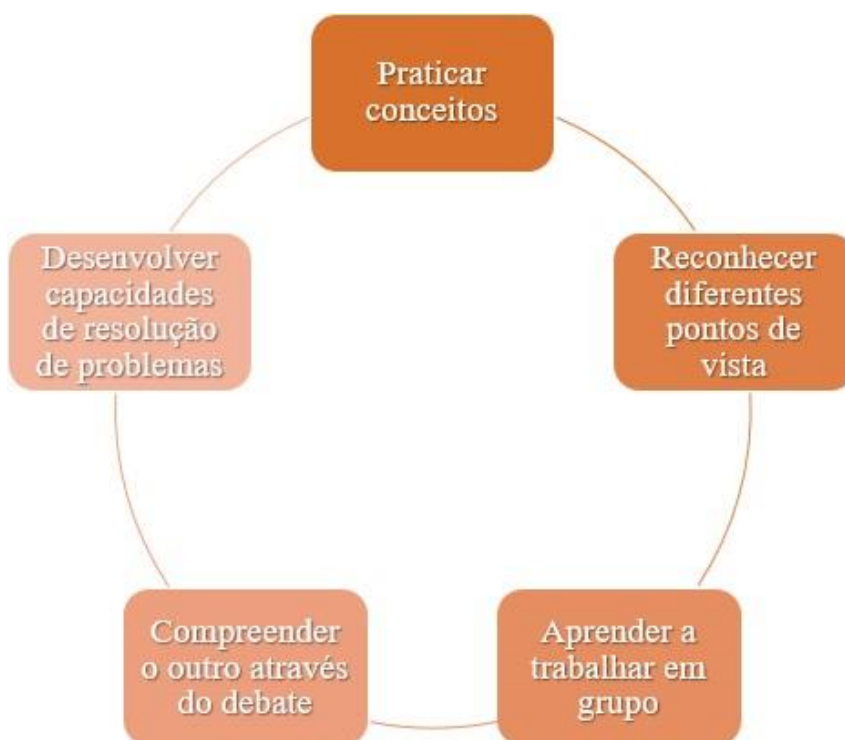 Praticar
conceitos
Reconhecer
diferentes
pontos de
vista
Aprender a
trabalhar em
grupo
Compreender
o outro através
do debate
Desenvolver
capacidades
de resolução
de problemas